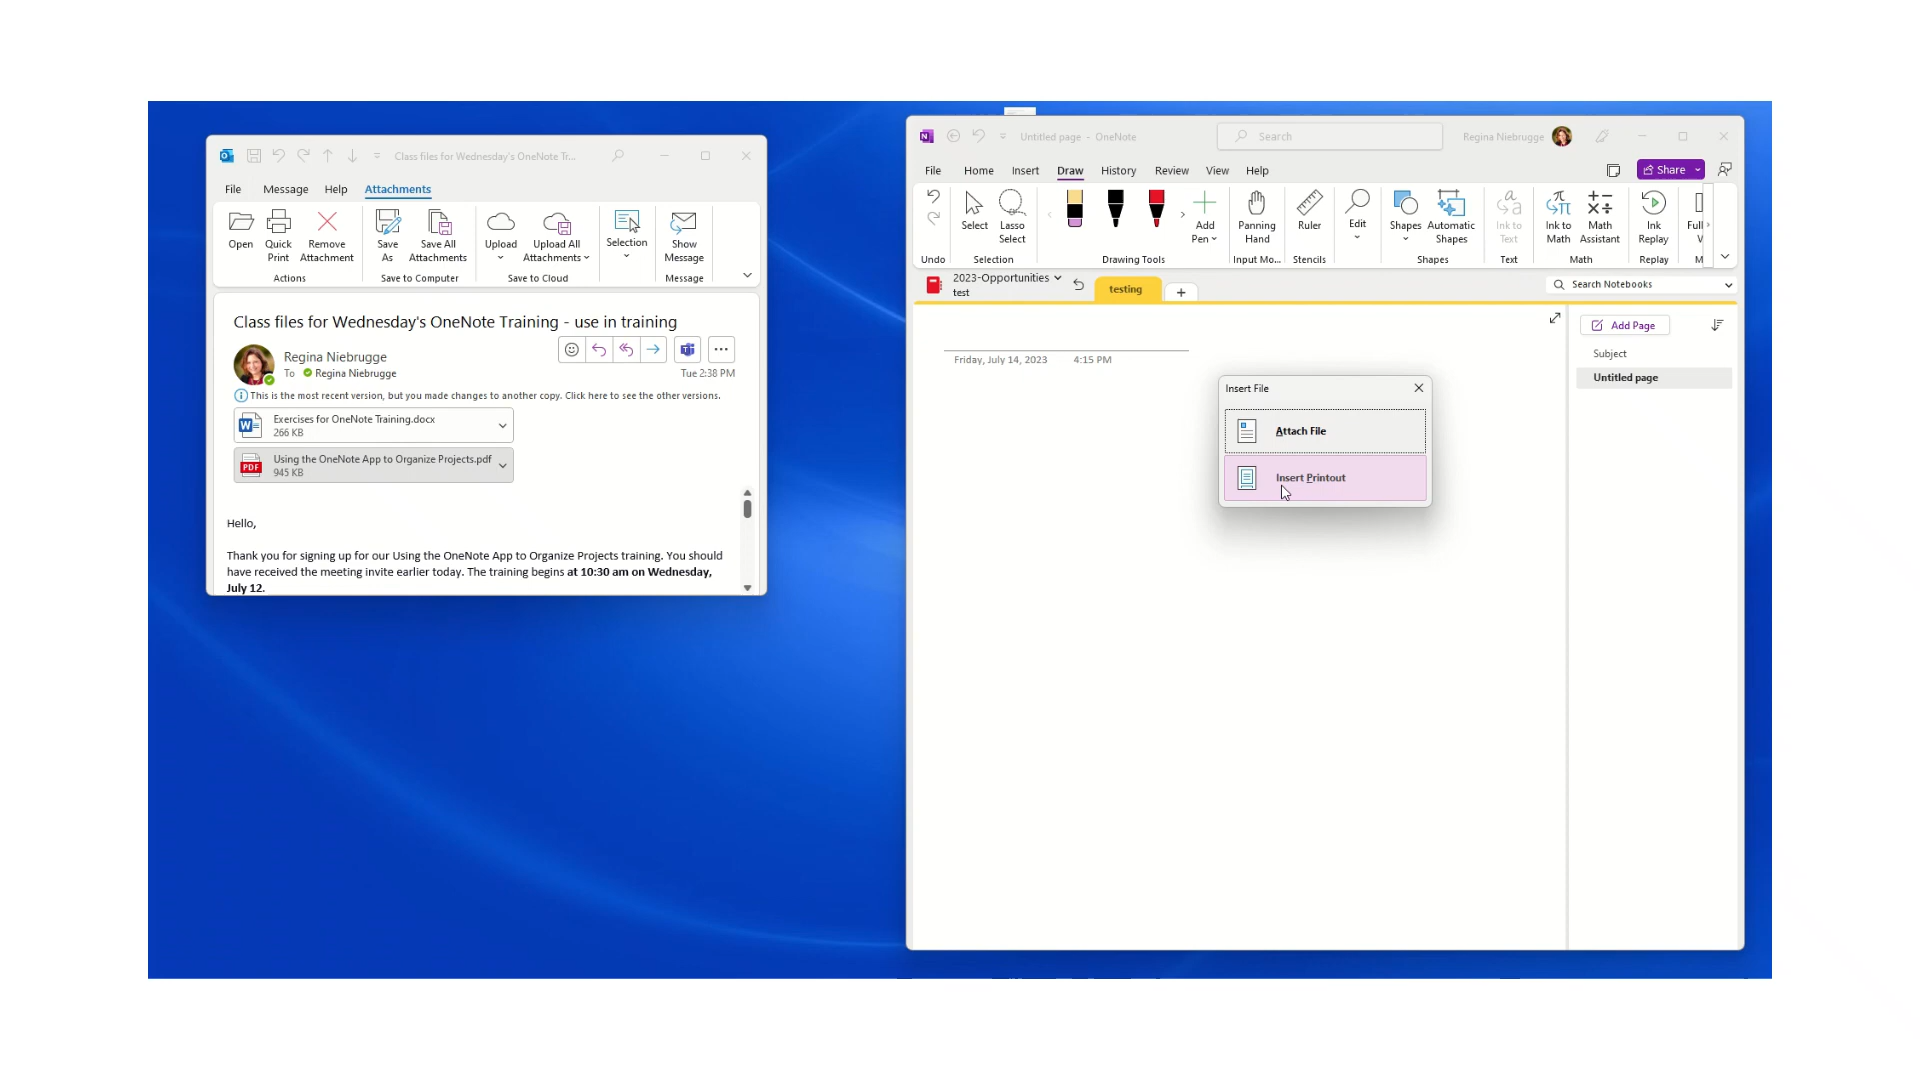 Class files for Wednesday's OneNote Tr...
File Message Help Attachments
Open Quick Print Remove Attachment Save As Save All Attachments Upload Upload All Attachments Selection Show Message
Actions Save to Computer Save to Cloud Message
Class files for Wednesday's OneNote Training - use in training
Regina Niebrugge
To Regina Niebrugge
Tue 2:38 PM
This is the most recent version, but you made changes to another copy. Click here to see the other versions.
Exercises for OneNote Training.docx
266 KB
PDF
Using the OneNote App to Organize Projects.pdf
945 KB
Hello,
Thank you for signing up for our Using the OneNote App to Organize Projects training. You should
have received the meeting invite earlier today. The training begins at 10:30 am on Wednesday,
July 12.
Untitled page - OneNote Search Regina Niebrugge
File Home Insert Draw History Review View Help Share
Select Lasso Select Add Pen Panning Hand Ruler Edit Shapes Automatic Shapes Ink to Text Ink to Math Math Assistant Ink Replay Full
Undo Selection Drawing Tools Input Mo... Stencils Shapes Text Math Replay M
2023-Opportunities
test
testing
Search Notebooks
Add Page
Subject
Untitled page
Friday, July 14, 2023 4:15 PM
Insert File
Attach File
Insert Printout